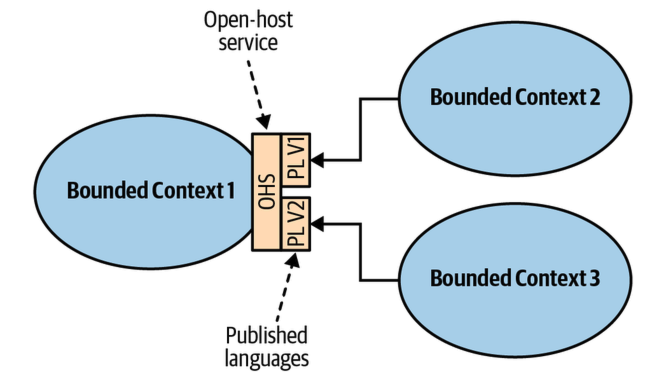 Open-host
service
Bounded Context 1
OHS
PL V1
PL V2
Bounded Context 2
Bounded Context 3
Published
languages